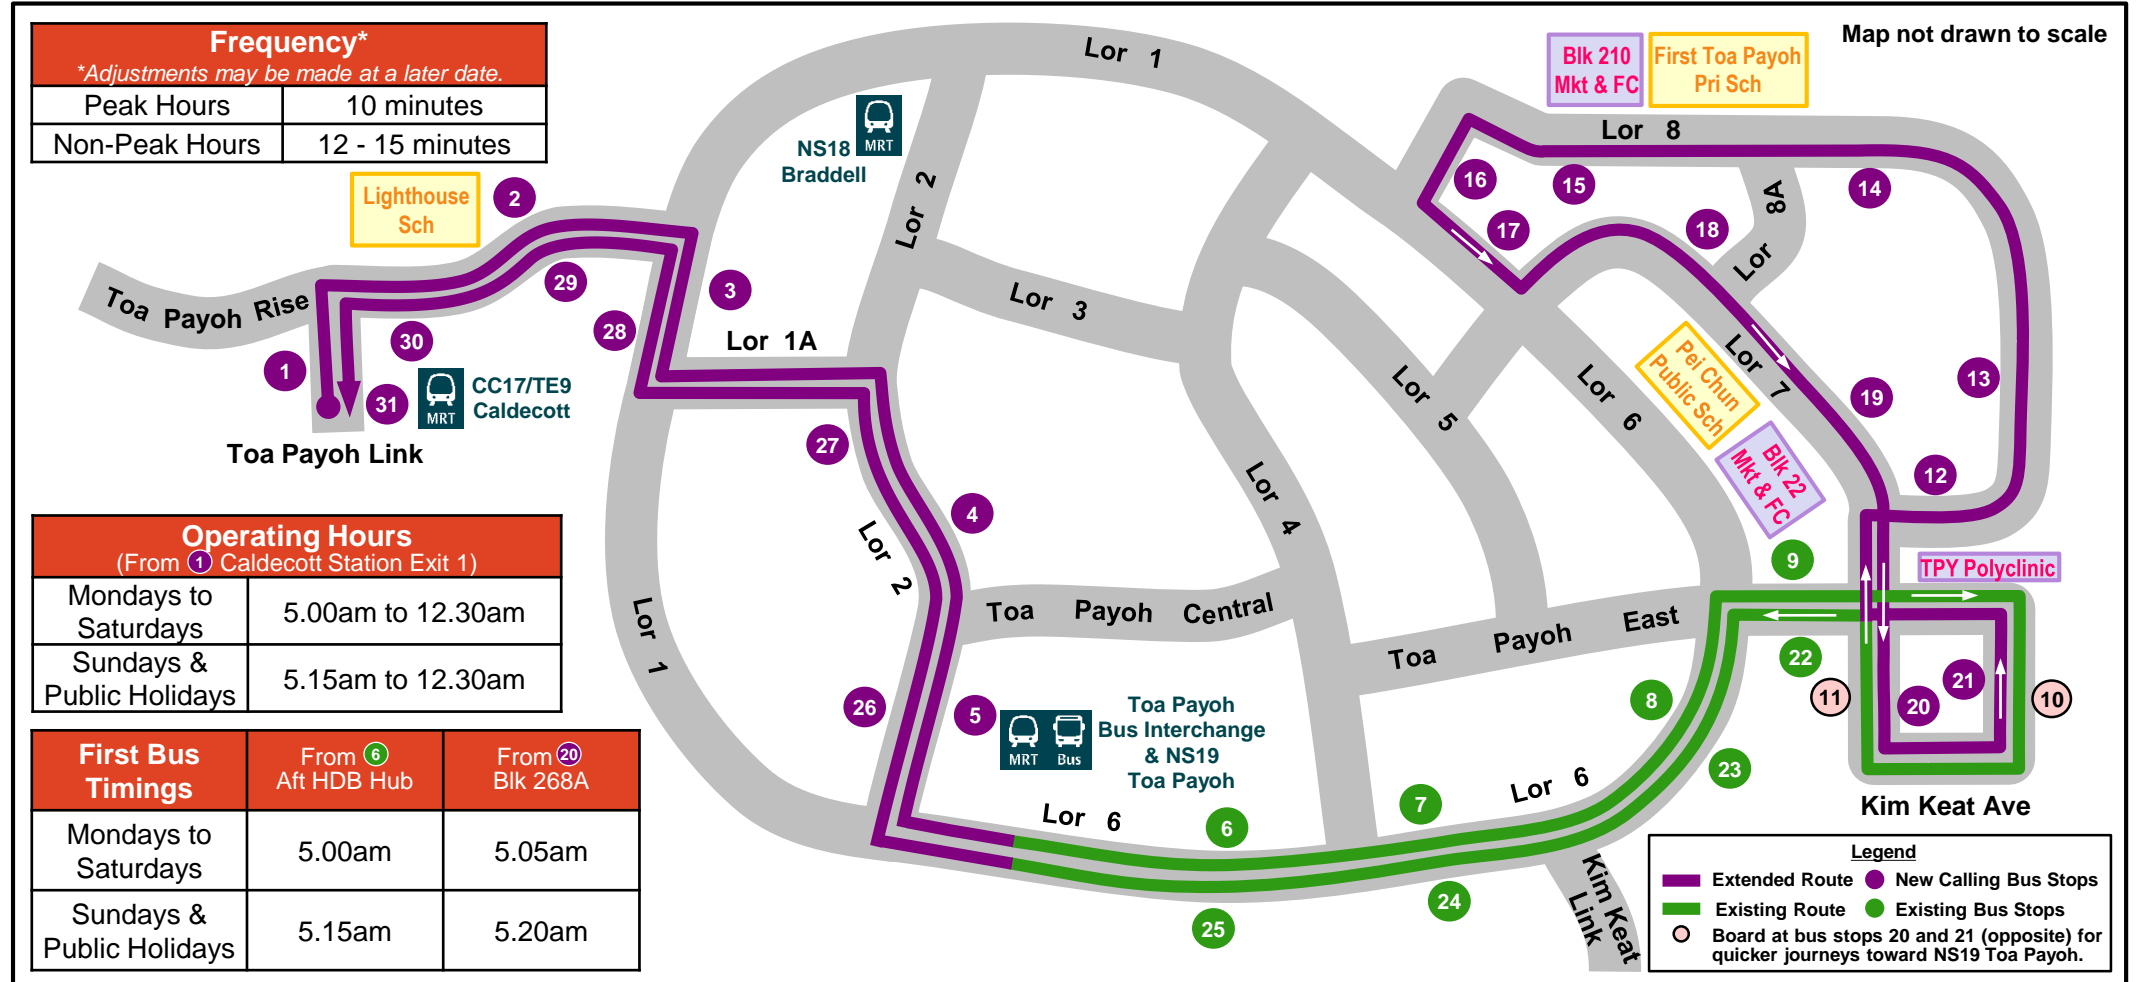 Frequency*
*Adjustments may be made at a later date.
Peak Hours 10 minutes
Non-Peak Hours 12 - 15 minutes
Map not drawn to scale
Lor 1
Blk 210
Mkt & FC
First Toa Payoh
Pri Sch
Lor 8
MRT
NS18
Braddell
Lor 2
Lighthouse
Sch
2
16
15
14
Lor 8A
17
18
Toa Payoh Rise
29
3
28
30
1
31
MRT
CC17/TE9
Caldecott
Toa Payoh Link
Lor 1A
Lor 3
Lor 5
Lor 6
Pei Chun
Public Sch
Lor 7
19
13
12
Blk 22
Mkt & FC
27
4
Lor 2
Lor 4
9
TPY Polyclinic
Operating Hours
(From 1 Caldecott Station Exit 1)
Mondays to
Saturdays
5.00am to 12.30am
Sundays &
Public Holidays
5.15am to 12.30am
Lor 1
Toa Payoh Central
Toa Payoh East
22
11
20
21
10
26
5
MRT
Bus
Toa Payoh
Bus Interchange
& NS19
Toa Payoh
8
23
First Bus
Timings
From 6
Aft HDB Hub
From 20
Blk 268A
Mondays to
Saturdays
5.00am 5.05am
Sundays &
Public Holidays
5.15am 5.20am
Lor 6
6
7
Lor 6
25
24
Kim Keat
Link
Kim Keat Ave
Legend
Extended Route New Calling Bus Stops
Existing Route Existing Bus Stops
Board at bus stops 20 and 21 (opposite) for
quicker journeys toward NS19 Toa Payoh.